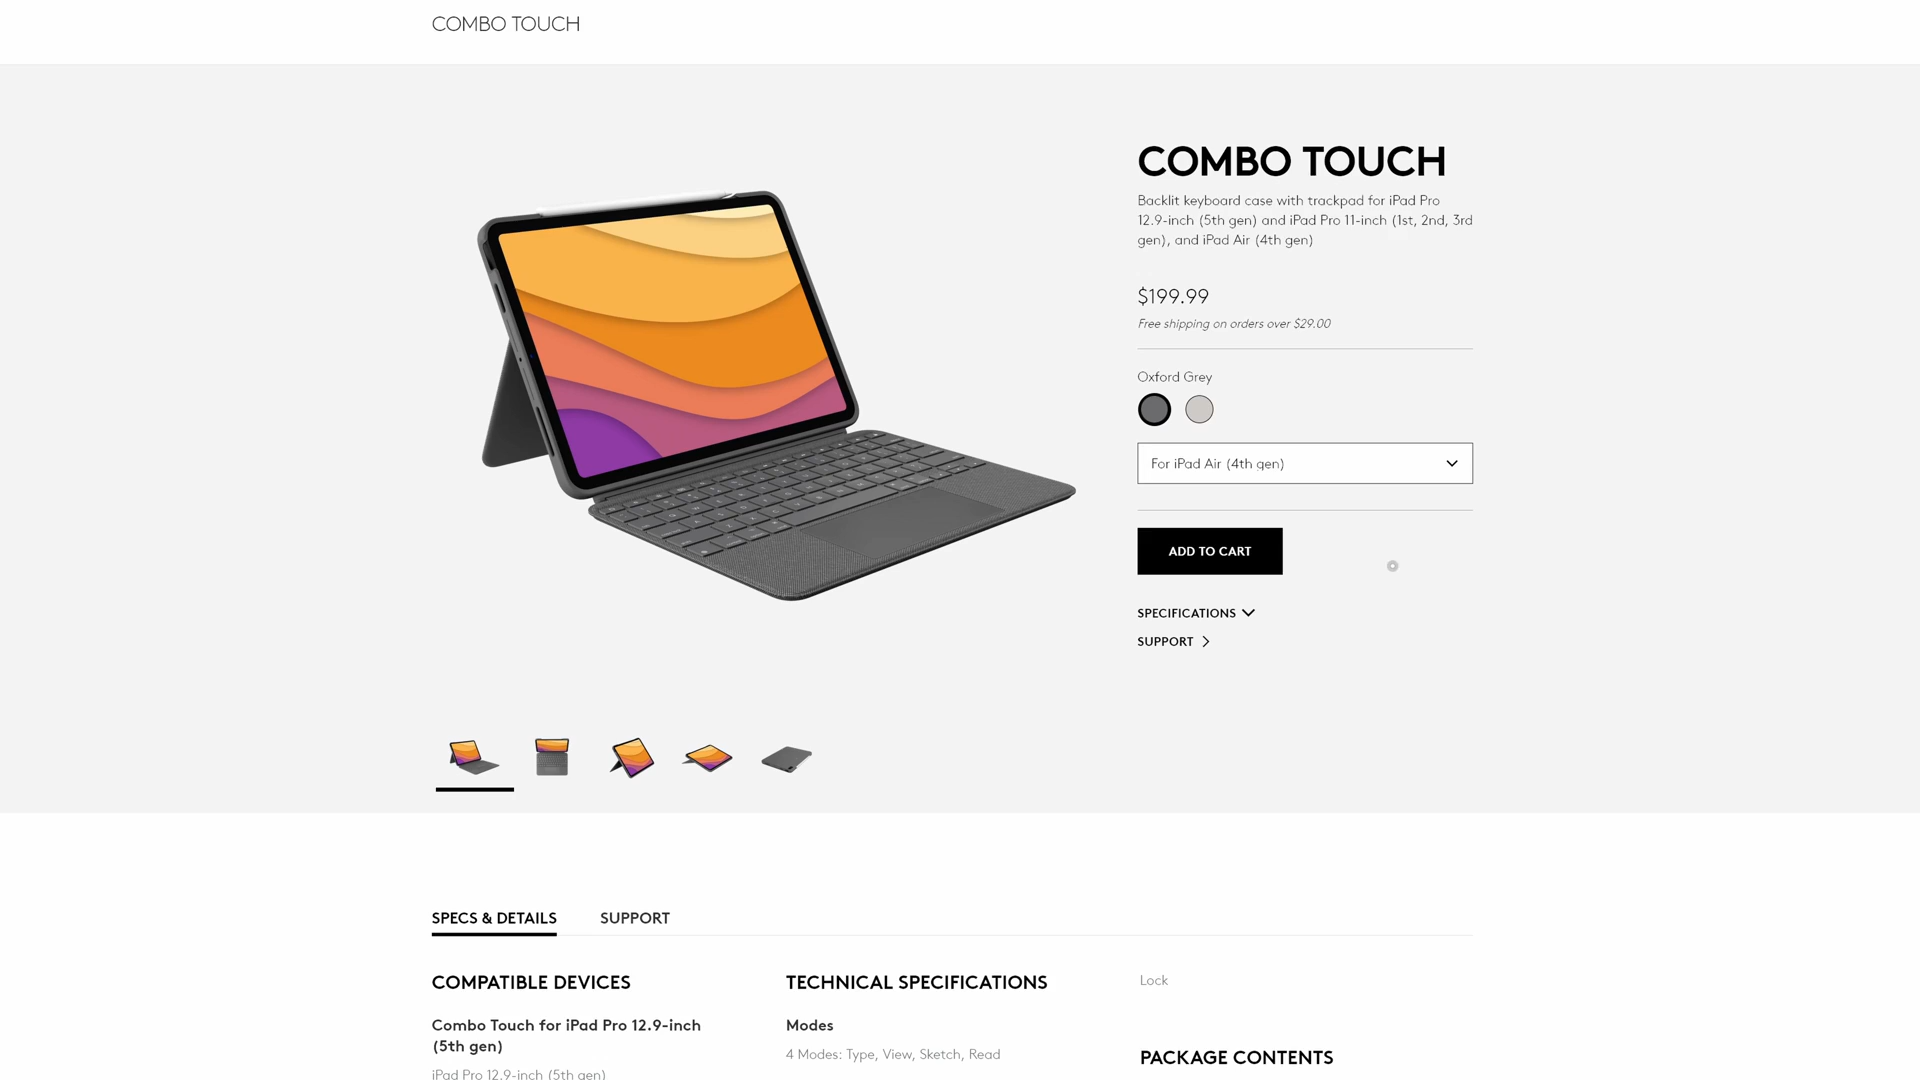 COMBO TOUCH
COMBO TOUCH
Backlit keyboard case with trackpad for iPad Pro
12.9-inch (5th gen) and iPad Pro 11-inch (1st, 2nd, 3rd
gen), and iPad Air (4th gen)
$199.99
Free shipping on orders over $29.00
Oxford Grey
For iPad Air (4th gen)
ADD TO CART
SPECIFICATIONS
SUPPORT
SPECS & DETAILS
SUPPORT
COMPATIBLE DEVICES
Combo Touch for iPad Pro 12.9-inch
(5th gen)
iPad Pro 12.9-inch (5th gen)
TECHNICAL SPECIFICATIONS
Modes
4 Modes: Type, View, Sketch, Read
Lock
PACKAGE CONTENTS